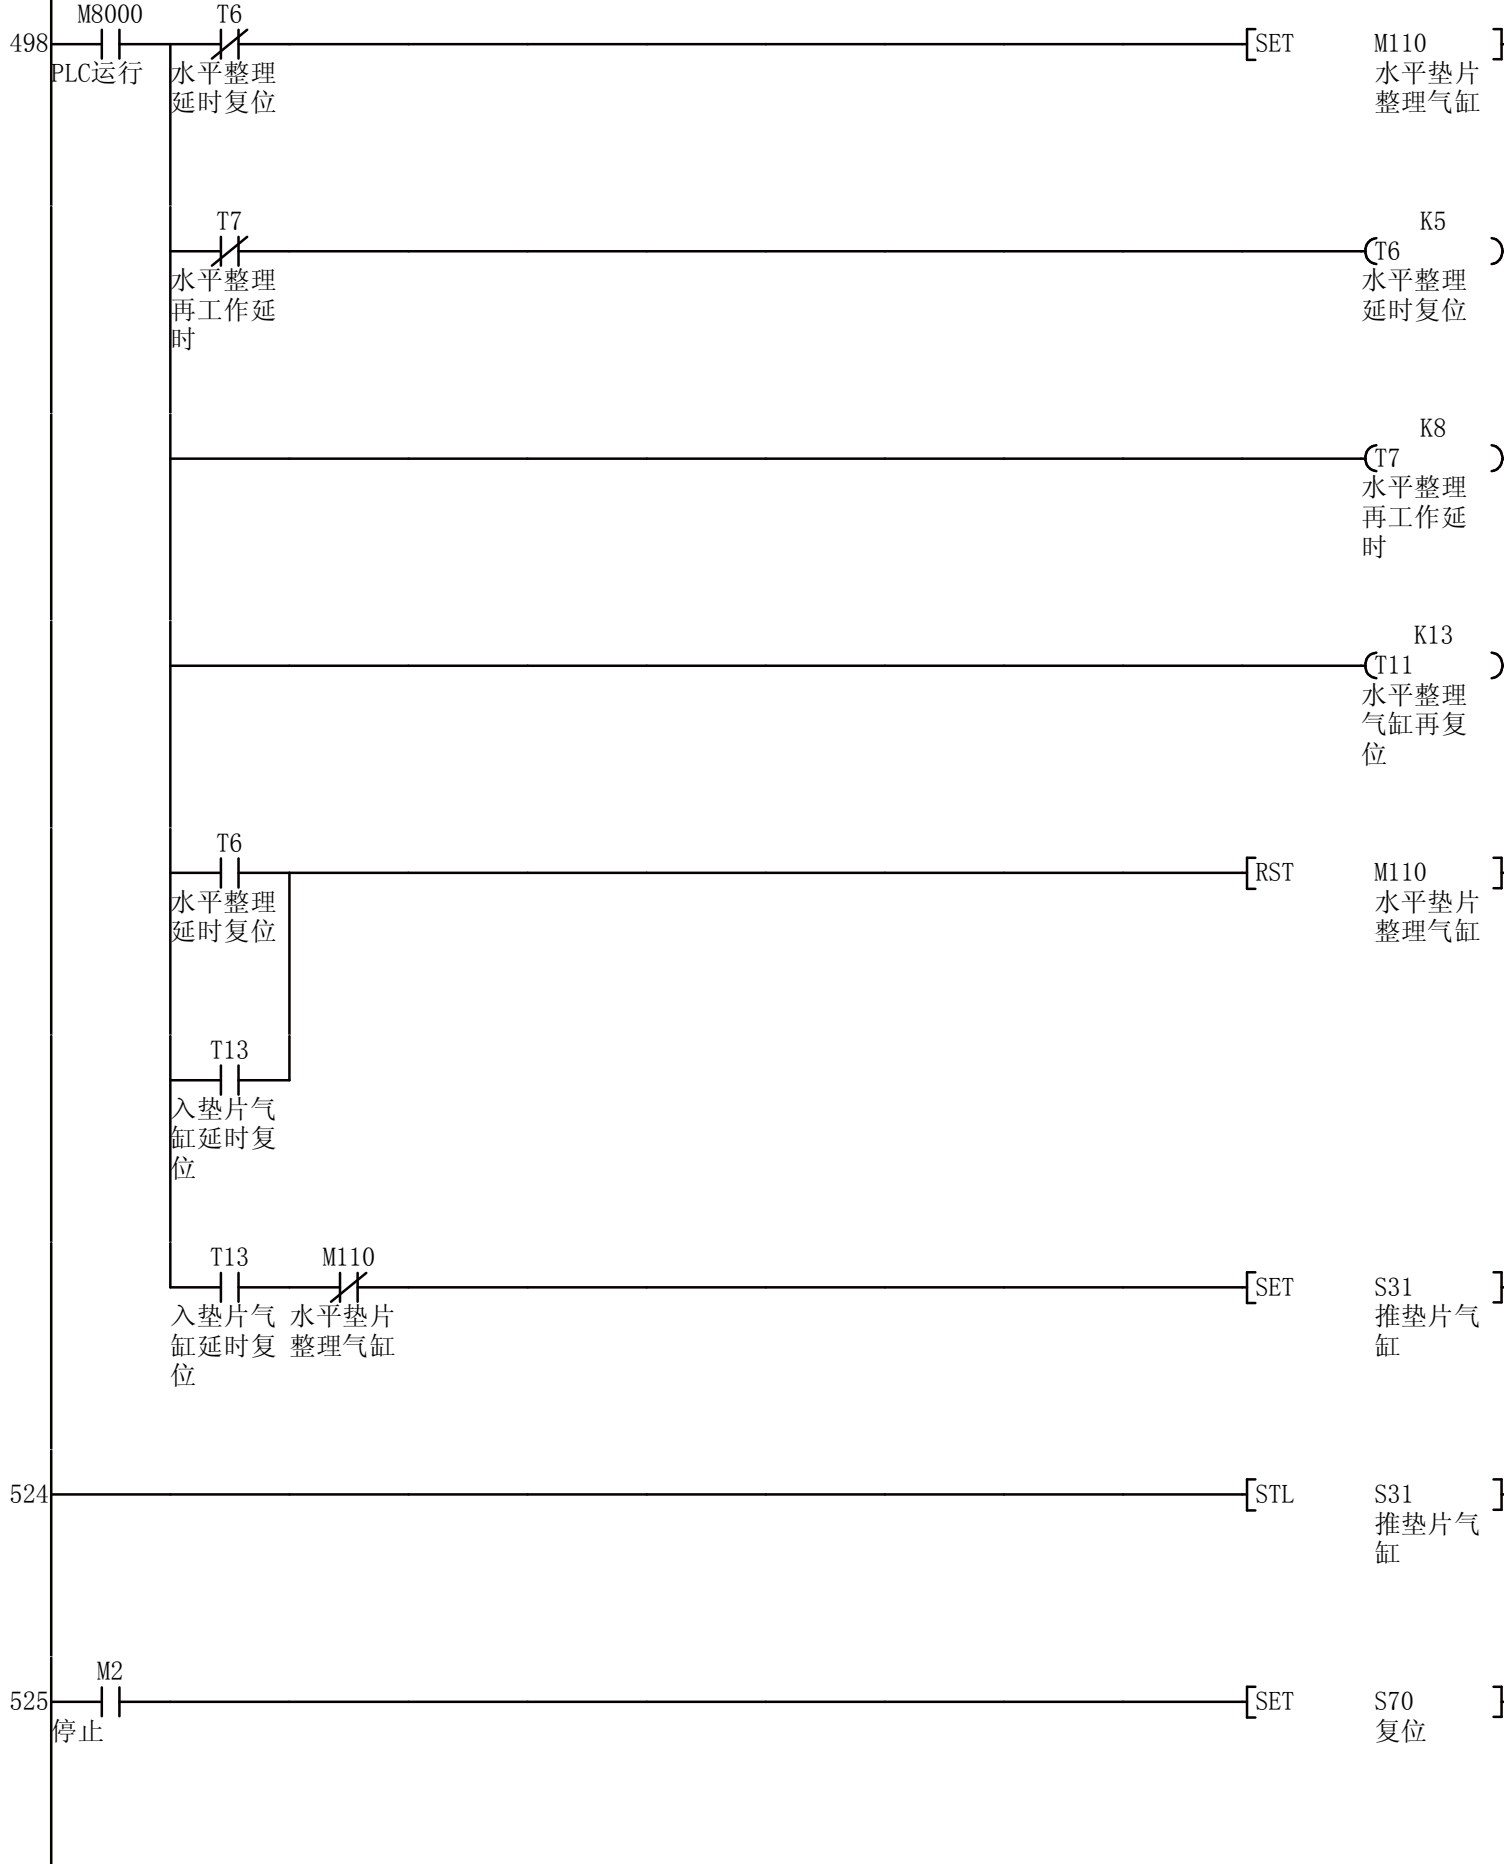 M8000 T6
498 SET M110
PLC运行 水平整理 水平垫片
延时复位 整理气缸
T7 K5
T6
水平整理 水平整理
再工作延 延时复位
时
K8
T7
水平整理
再工作延
时
K13
T11
水平整理
气缸再复
位
T6
RST M110
水平整理 水平垫片
延时复位 整理气缸
T13
入垫片气
缸延时复
位
T13 M110
SET S31
入垫片气 水平垫片 推垫片气
缸延时复 整理气缸 缸
位
524 STL S31
推垫片气
缸
M2
525 SET S70
停止 复位